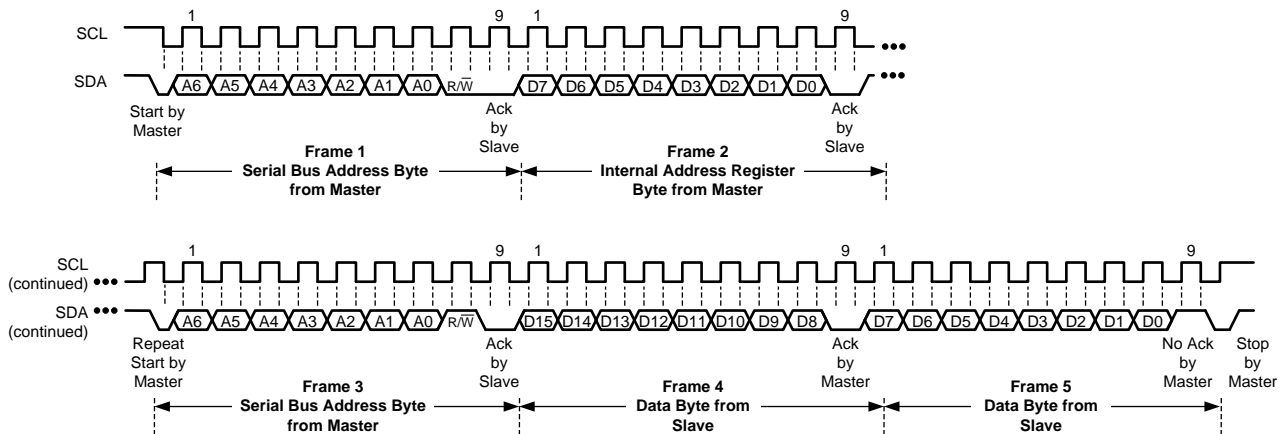 1 9 1 9
SCL
SDA A6 A5 A4 A3 A2 A1 A0 R/W̅ D7 D6 D5 D4 D3 D2 D1 D0
Start by
Master
Ack
by
Slave
Ack
by
Slave
Frame 1
Serial Bus Address Byte
from Master
Frame 2
Internal Address Register
Byte from Master
1 9 1 9 1 9
SCL
(continued)
SDA
(continued)
A6 A5 A4 A3 A2 A1 A0 R/W̅ D15 D14 D13 D12 D11 D10 D9 D8 D7 D6 D5 D4 D3 D2 D1 D0
Repeat
Start by
Master
Ack
by
Slave
Ack
by
Master
No Ack
by
Master
Stop
by
Master
Frame 3
Serial Bus Address Byte
from Master
Frame 4
Data Byte from
Slave
Frame 5
Data Byte from
Slave